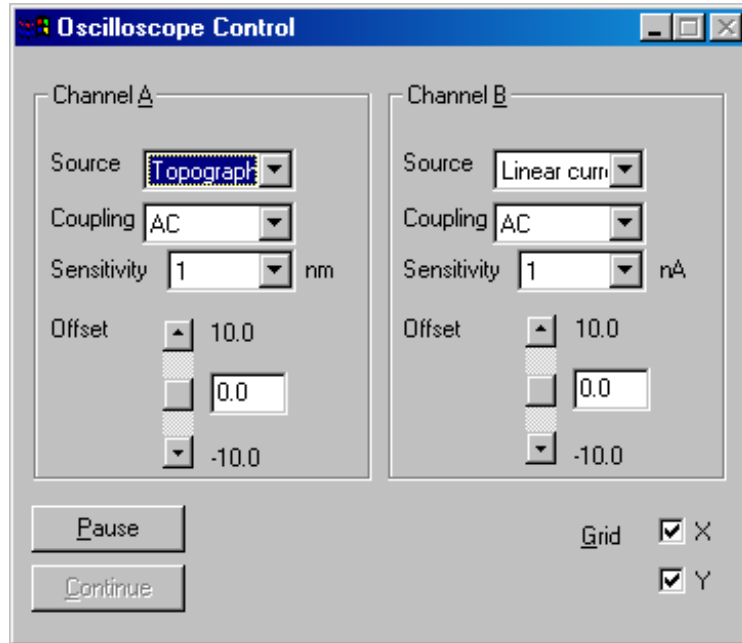 Oscilloscope Control
Channel A
Source Topograph
Coupling AC
Sensitivity 1 nm
Offset 10.0
0.0
-10.0
Channel B
Source Linear curr
Coupling AC
Sensitivity 1 nA
Offset 10.0
0.0
-10.0
Pause
Continue
Grid X
Y